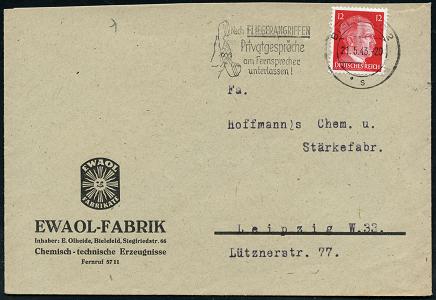 Nach FLIEGERANGRIFFEN
Privatgespräche
am Fernsprecher
unterlassen!
12 12
DEUTSCHES REICH
21.5.43
s
Fa.
Hoffmann's Chem. u.
Stärkefabr.
Leipzig W.33.
Lütznerstr. 77.
EWAOL
FABRIKATE
EWAOL-FABRIK
Inhaber: E. Olheide, Bielefeld, Siegfriedstr. 66
Chemisch-technische Erzeugnisse
Fernruf 5711